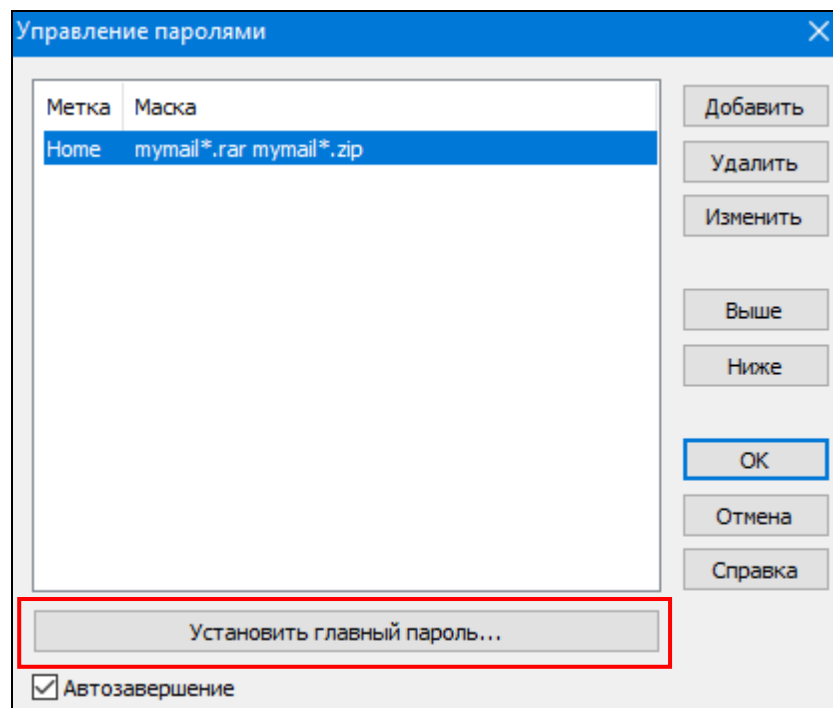 Управление паролями
Метка Маска
Home mymail*.rar mymail*.zip
Добавить
Удалить
Изменить
Выше
Ниже
ОК
Отмена
Справка
Установить главный пароль...
Автозавершение